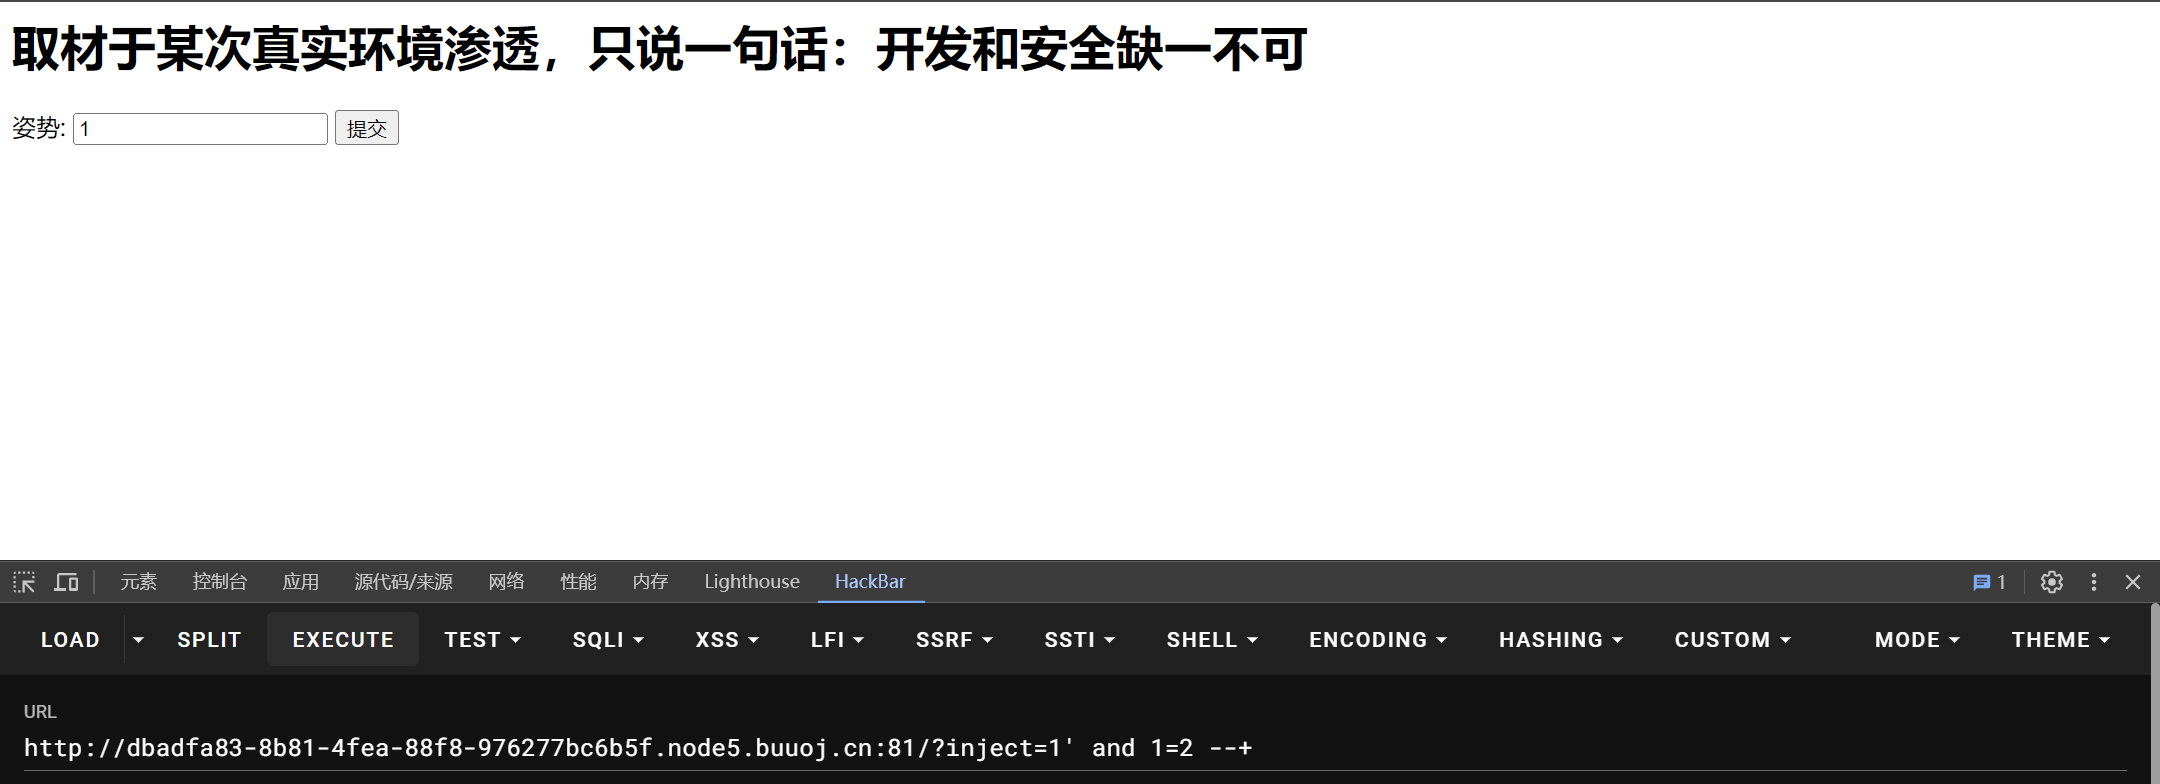 取材于某次真实环境渗透，只说一句话：开发和安全缺一不可
姿势: 1 提交
元素 控制台 应用 源代码/来源 网络 性能 内存 Lighthouse HackBar 1
LOAD SPLIT EXECUTE TEST SQLI XSS LFI SSRF SSTI SHELL ENCODING HASHING CUSTOM MODE THEME
URL
http://dbadfa83-8b81-4fea-88f8-976277bc6b5f.node5.buuoj.cn:81/?inject=1' and 1=2 --+